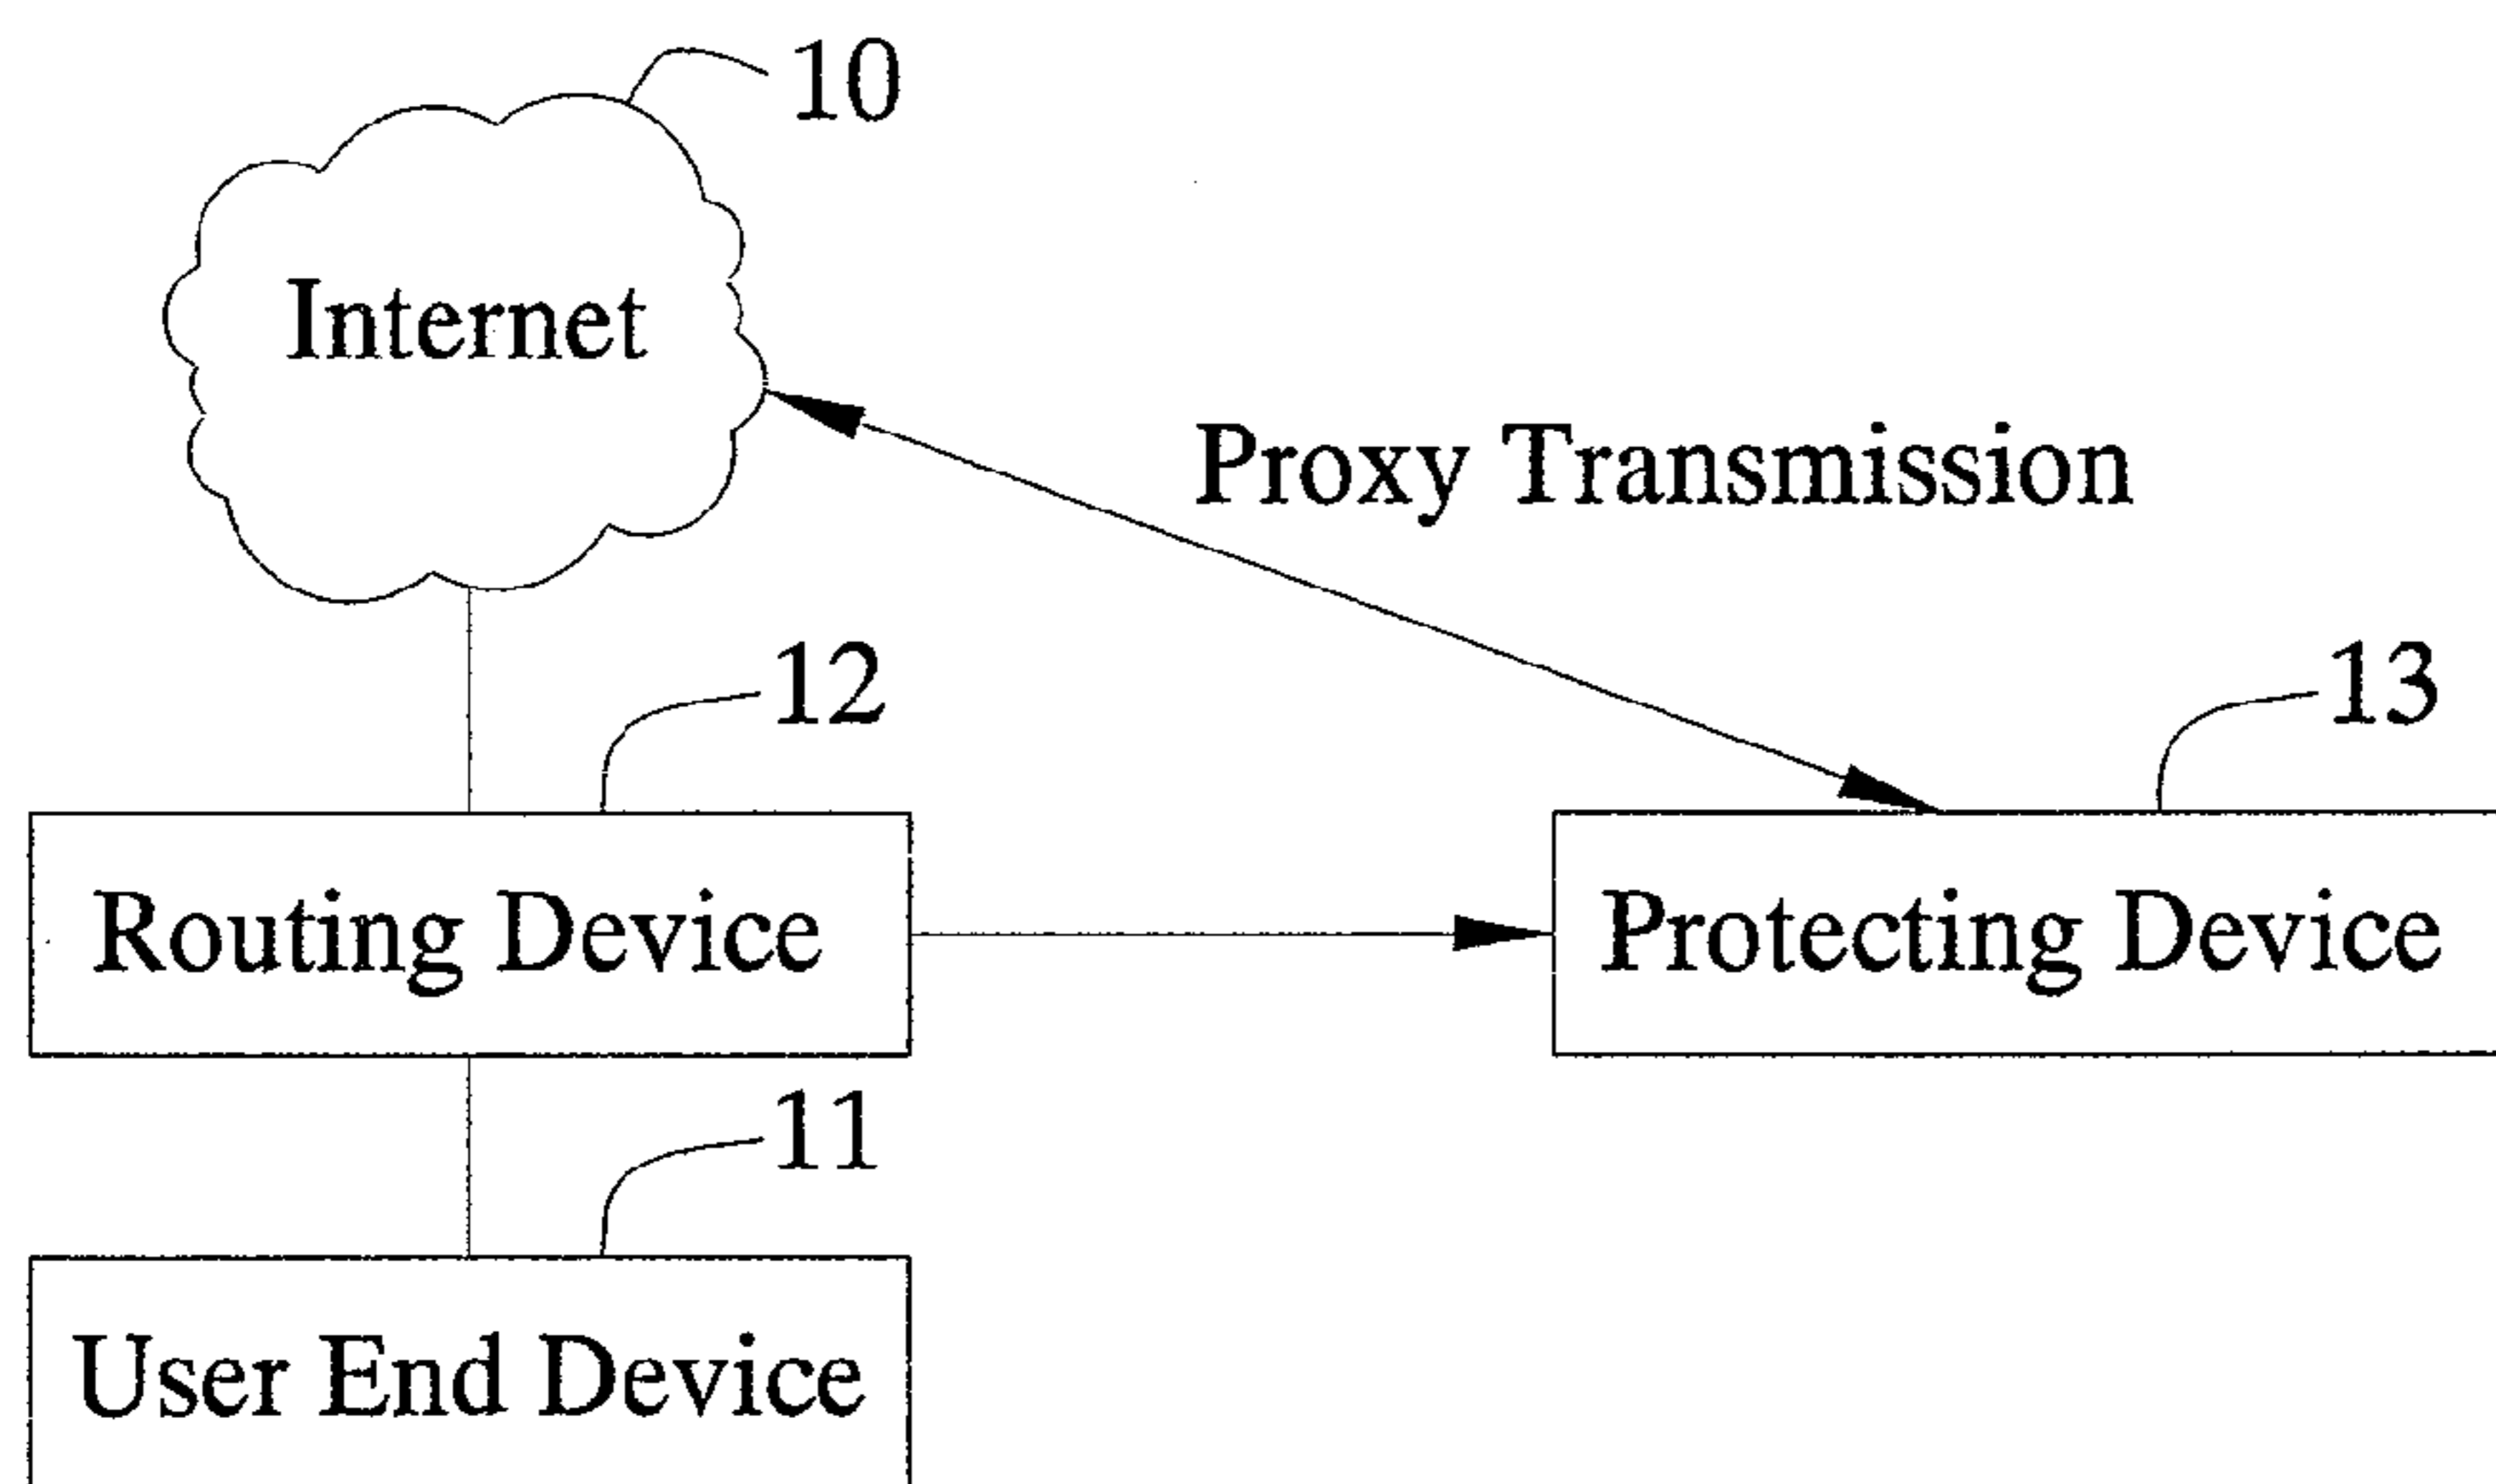 10
Internet
Proxy Transmission
12
13
Routing Device
Protecting Device
11
User End Device